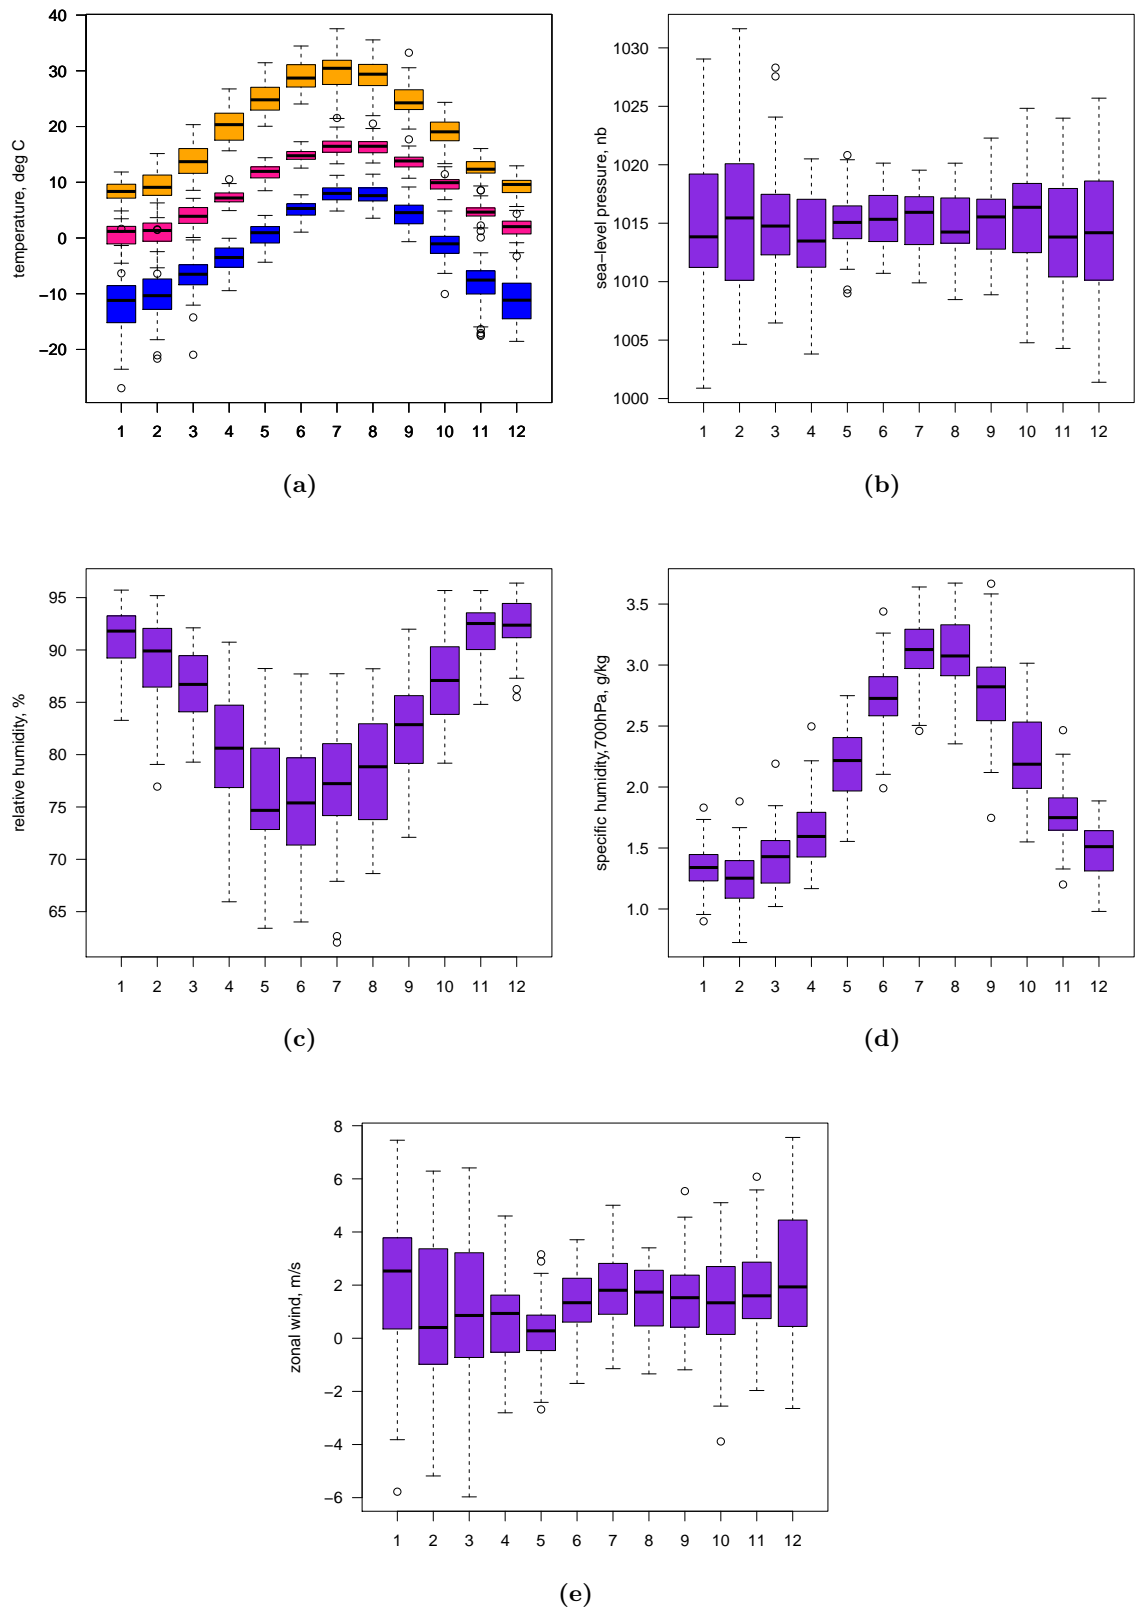 40
30
20
10
0
−10
−20
temperature, deg C
1 2 3 4 5 6 7 8 9 10 11 12
(a)
1030
1025
1020
1015
1010
1005
1000
sea−level pressure, nb
1 2 3 4 5 6 7 8 9 10 11 12
(b)
95
90
85
80
75
70
65
relative humidity, %
1 2 3 4 5 6 7 8 9 10 11 12
(c)
3.5
3.0
2.5
2.0
1.5
1.0
specific humidity,700hPa, g/kg
1 2 3 4 5 6 7 8 9 10 11 12
(d)
8
6
4
2
0
−2
−4
−6
zonal wind, m/s
1 2 3 4 5 6 7 8 9 10 11 12
(e)